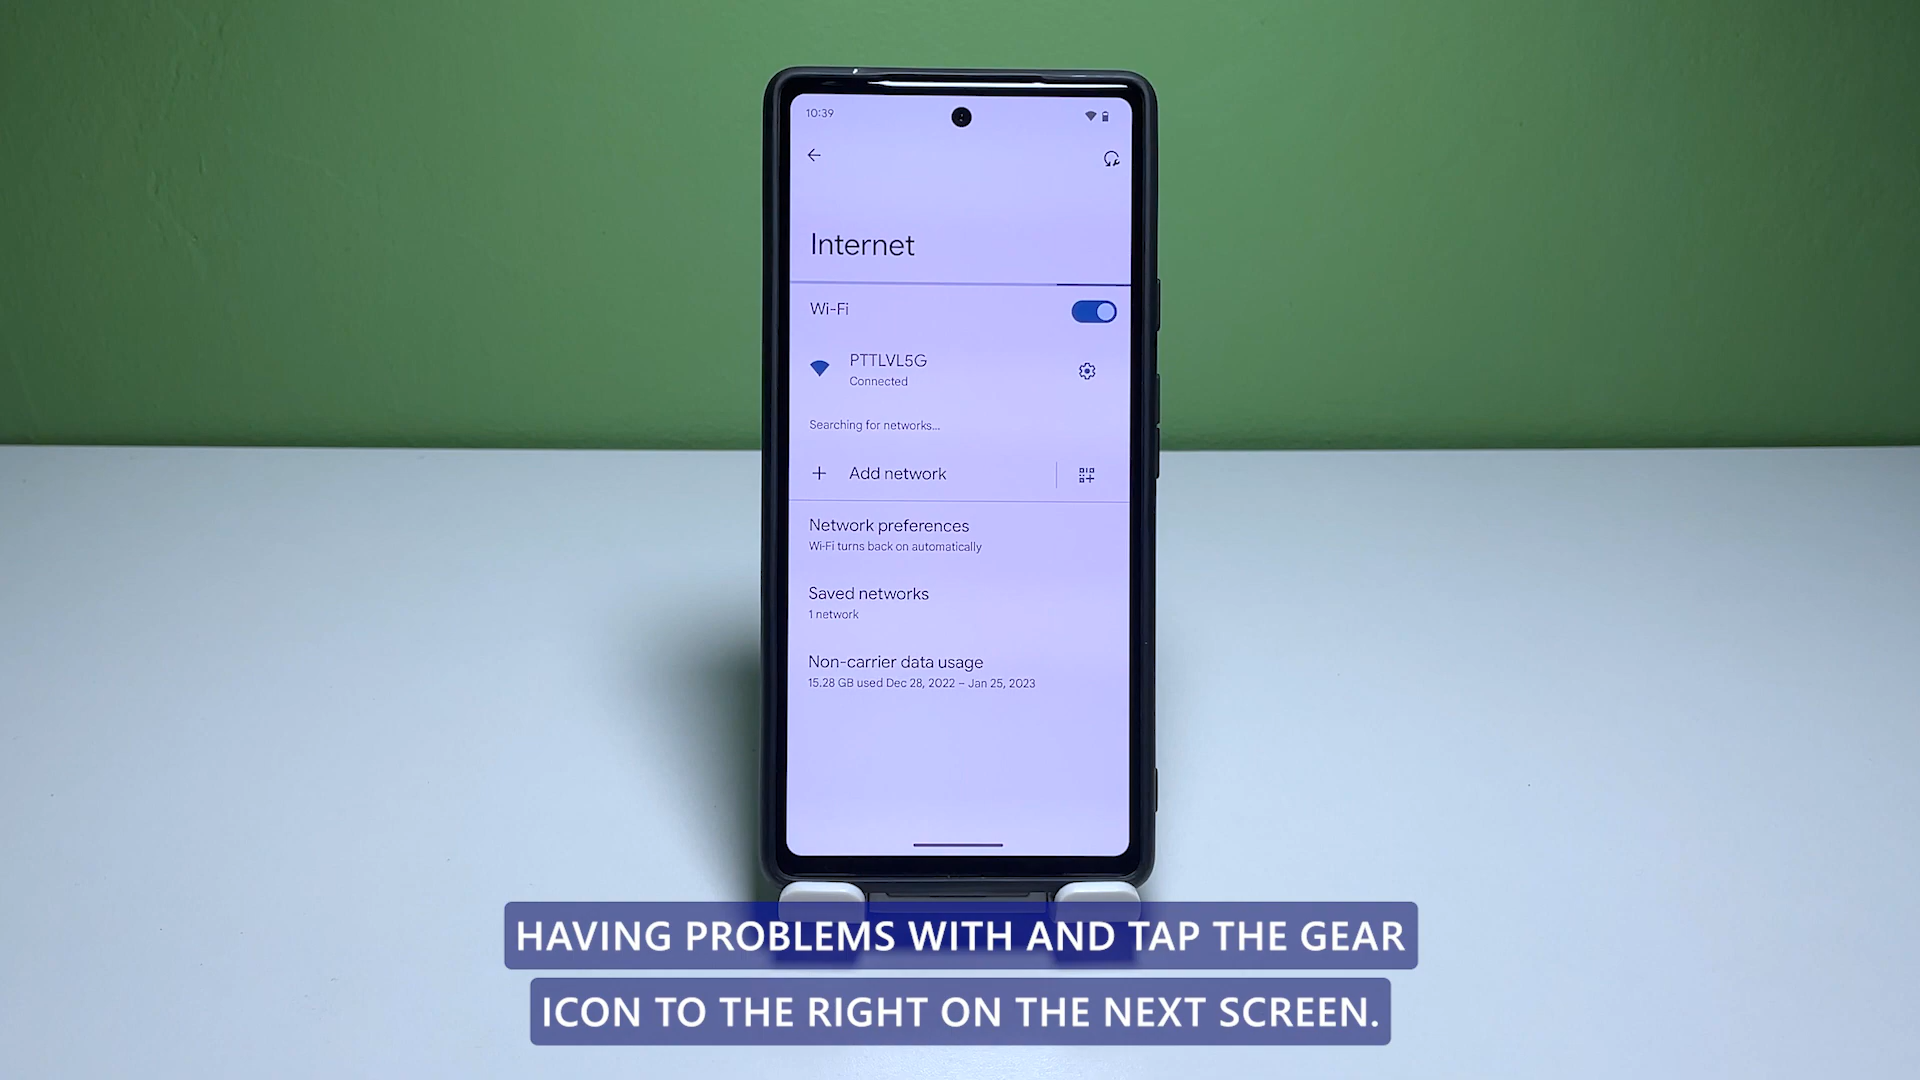 10:39
Internet
Wi-Fi
PTTLVL5G
Connected
Searching for networks...
Add network
Network preferences
Wi-Fi turns back on automatically
Saved networks
1 network
Non-carrier data usage
15.28 GB used Dec 28, 2022 – Jan 25, 2023
HAVING PROBLEMS WITH AND TAP THE GEAR
ICON TO THE RIGHT ON THE NEXT SCREEN.